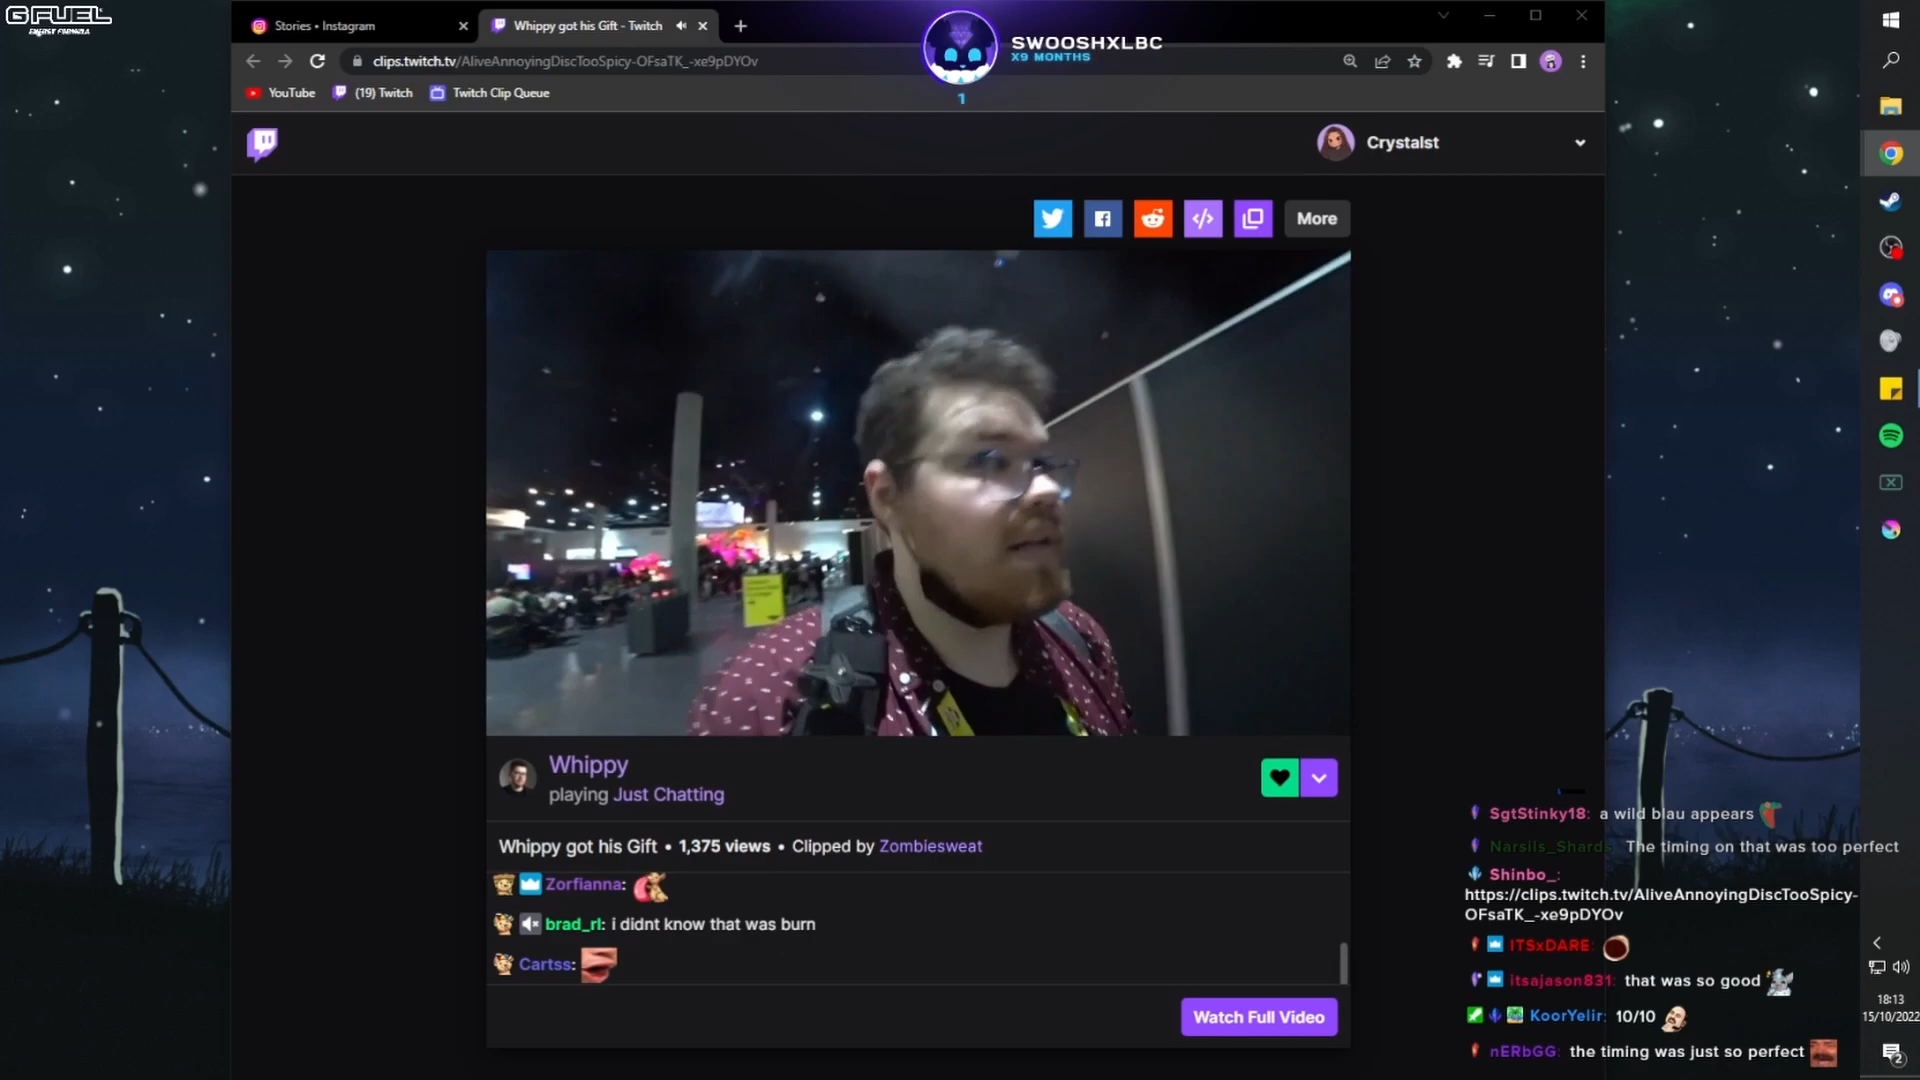 G FUEL
ENERGY FORMULA
Stories • Instagram
Whippy got his Gift - Twitch
SWOOSHXLBC
X9 MONTHS
1
clips.twitch.tv/AliveAnnoyingDiscTooSpicy-OFsaTK_-xe9pDYOv
YouTube
(19) Twitch
Twitch Clip Queue
Crystalst
More
Whippy
playing Just Chatting
Whippy got his Gift • 1,375 views • Clipped by Zombiesweat
Zorfianna:
brad_rl: i didnt know that was burn
Cartss:
Watch Full Video
SgtStinky18: a wild blau appears
Narsils_Shards The timing on that was too perfect
Shinbo_:
https://clips.twitch.tv/AliveAnnoyingDiscTooSpicy-
OFsaTK_-xe9pDYOv
ITSxDARE:
itsajason831: that was so good
KoorYelir: 10/10
nERbGG: the timing was just so perfect
18:13
15/10/2022
2